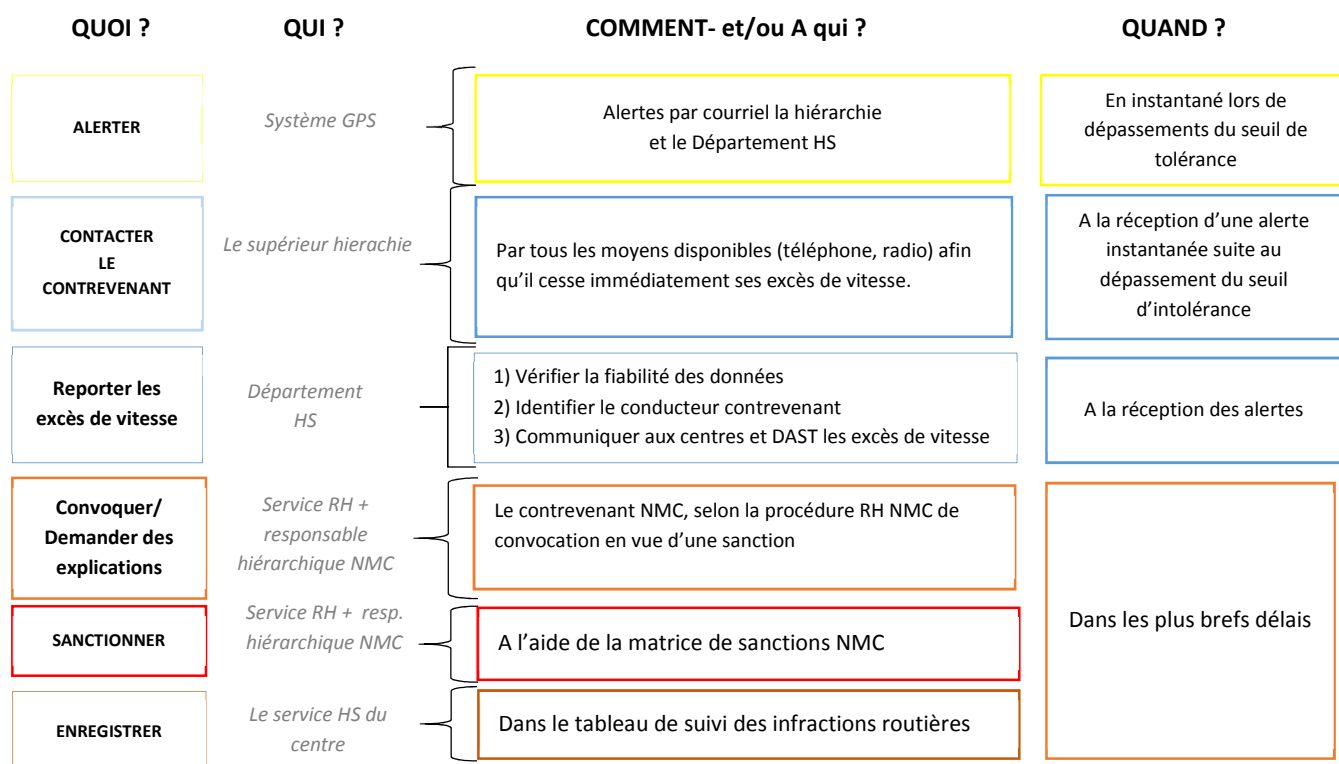 QUOI ?
QUI ?
COMMENT- et/ou A qui ?
QUAND ?
ALERTER
Système GPS
Alertes par courriel la hiérarchie
et le Département HS
En instantané lors de
dépassements du seuil de
tolérance
CONTACTER
LE
CONTREVENANT
Le supérieur hierachie
Par tous les moyens disponibles (téléphone, radio) afin
qu’il cesse immédiatement ses excès de vitesse.
A la réception d’une alerte
instantanée suite au
dépassement du seuil
d’intolérance
Reporter les
excès de vitesse
Département
HS
1) Vérifier la fiabilité des données
2) Identifier le conducteur contrevenant
3) Communiquer aux centres et DAST les excès de vitesse
A la réception des alertes
Convoquer/
Demander des
explications
Service RH +
responsable
hiérarchique NMC
Le contrevenant NMC, selon la procédure RH NMC de
convocation en vue d’une sanction
Dans les plus brefs délais
SANCTIONNER
Service RH + resp.
hiérarchique NMC
A l’aide de la matrice de sanctions NMC
ENREGISTRER
Le service HS du
centre
Dans le tableau de suivi des infractions routières